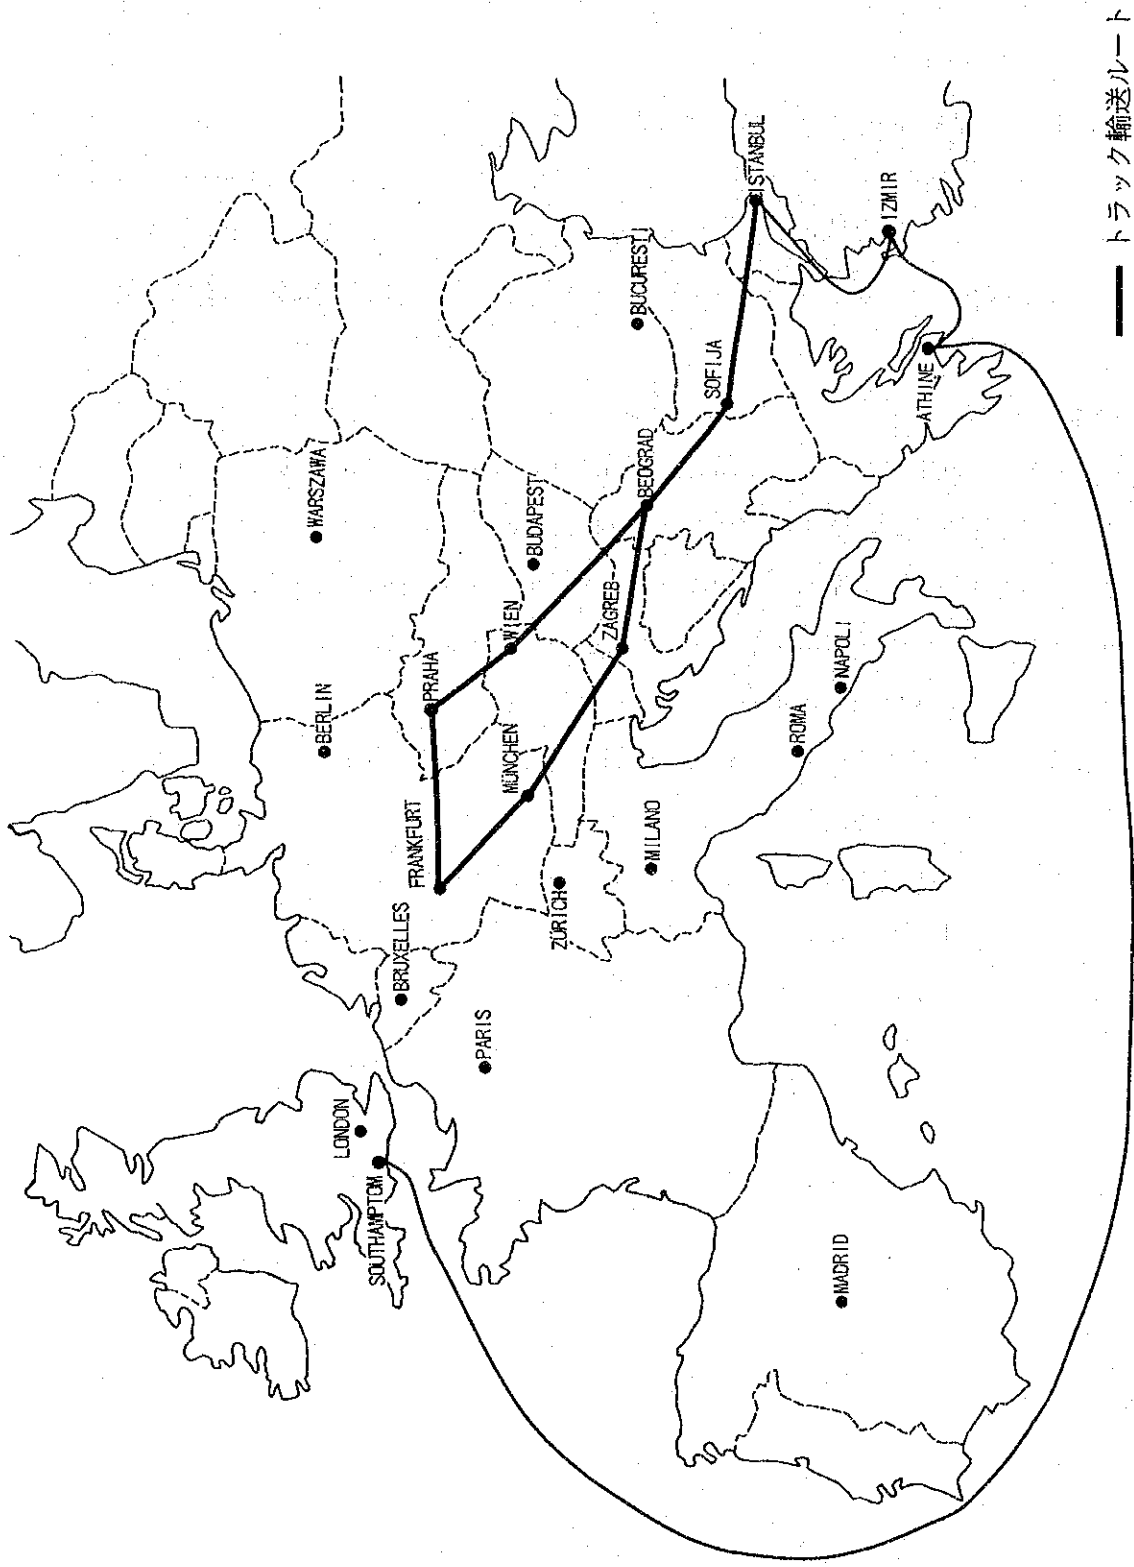 LONDON
SOUTHAMPTOM
BRUXELLES
PARIS
FRANKFURT
BERLIN
WARSZAWA
PRAHA
WIEN
MÜNCHEN
ZÜRICH
BUDAPEST
MILANO
ZAGREB
BEOGRAD
BUCURESTI
SOFIJA
ISTANBUL
ROMA
NAPOLI
MADRID
ATHINE
IZMIR
トラック輸送ルート